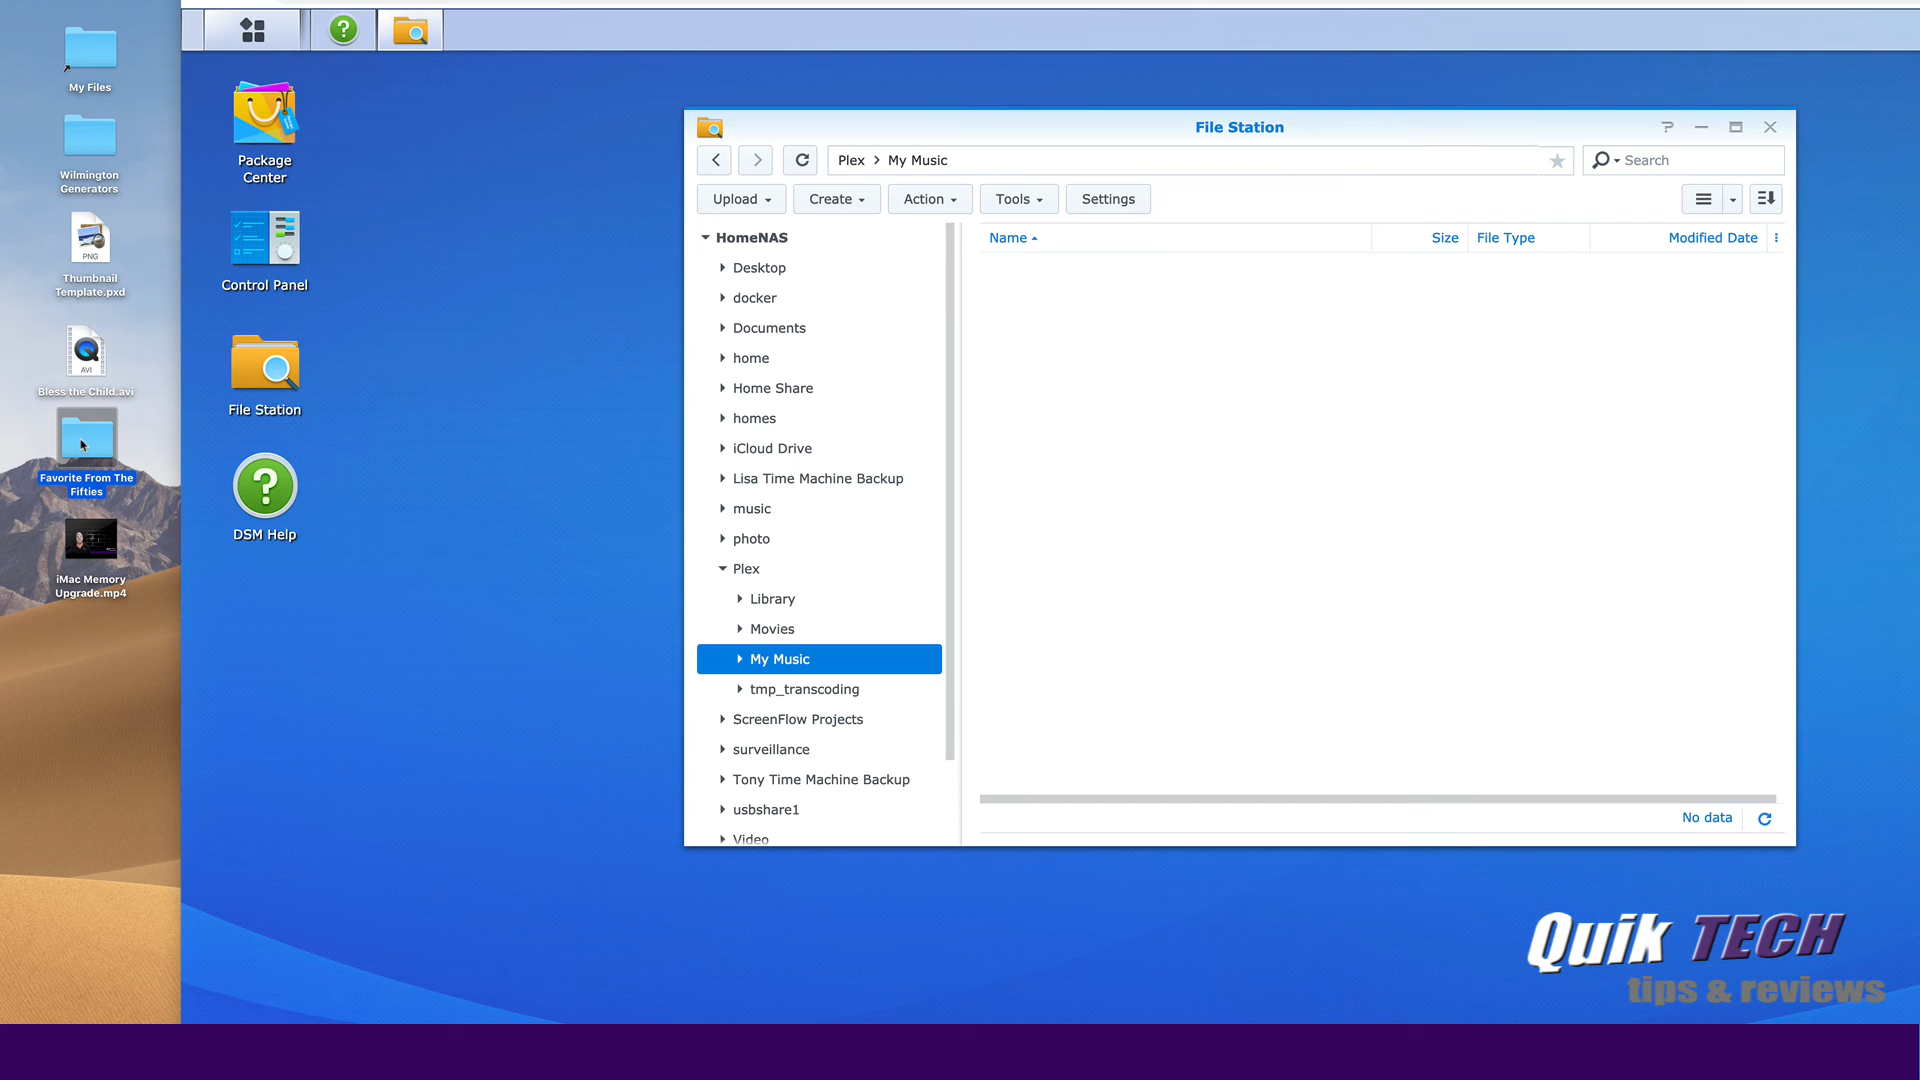 My Files
Wilmington
Generators
PNG
Thumbnail
Template.pxd
AVI
Bless the Child.avi
Favorite From The
Fifties
iMac Memory
Upgrade.mp4
?
Package
Center
Control Panel
File Station
?
DSM Help
File Station
?
Plex > My Music
Search
Upload
Create
Action
Tools
Settings
HomeNAS
Desktop
docker
Documents
home
Home Share
homes
iCloud Drive
Lisa Time Machine Backup
music
photo
Plex
Library
Movies
My Music
tmp_transcoding
ScreenFlow Projects
surveillance
Tony Time Machine Backup
usbshare1
Video
Name
Size
File Type
Modified Date
No data
Quik TECH
tips & reviews